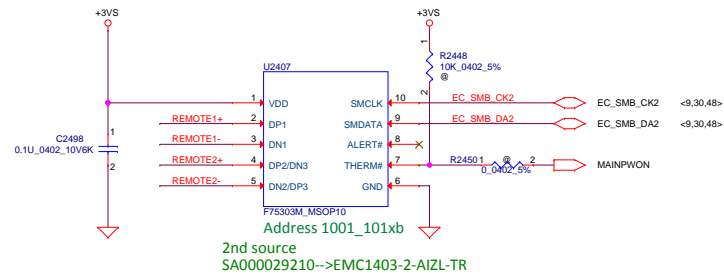 +3VS
+3VS
U2407
R2448
10K_0402_5%
@
1
2
1 VDD
SMCLK 10 EC_SMB_CK2
EC_SMB_CK2 <9,30,48>
REMOTE1+ 2 DP1
SMDATA 9 EC_SMB_DA2
EC_SMB_DA2 <9,30,48>
C2498
0.1U_0402_10V6K
1
2
REMOTE1- 3 DN1
ALERT# 8
REMOTE2+ 4 DP2/DN3
THERM# 7
R2450 1 @ 2
0_0402_5%
MAINPWON
REMOTE2- 5 DN2/DP3
GND 6
F75303M_MSOP10
Address 1001_101xb
2nd source
SA000029210-->EMC1403-2-AIZL-TR